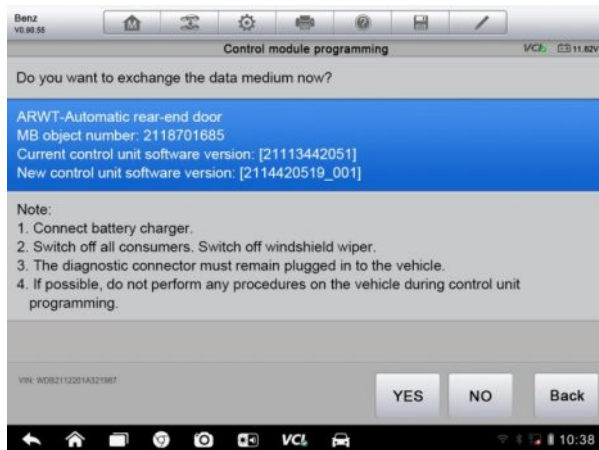 Benz
V0.90.55
Control module programming
VCI 11.82V
Do you want to exchange the data medium now?
ARWT-Automatic rear-end door
MB object number: 2118701685
Current control unit software version: [21113442051]
New control unit software version: [2114420519_001]
Note:
1. Connect battery charger.
2. Switch off all consumers. Switch off windshield wiper.
3. The diagnostic connector must remain plugged in to the vehicle.
4. If possible, do not perform any procedures on the vehicle during control unit
programming.
VIN: WDB2112201A321987
YES NO Back
VCI 10:38